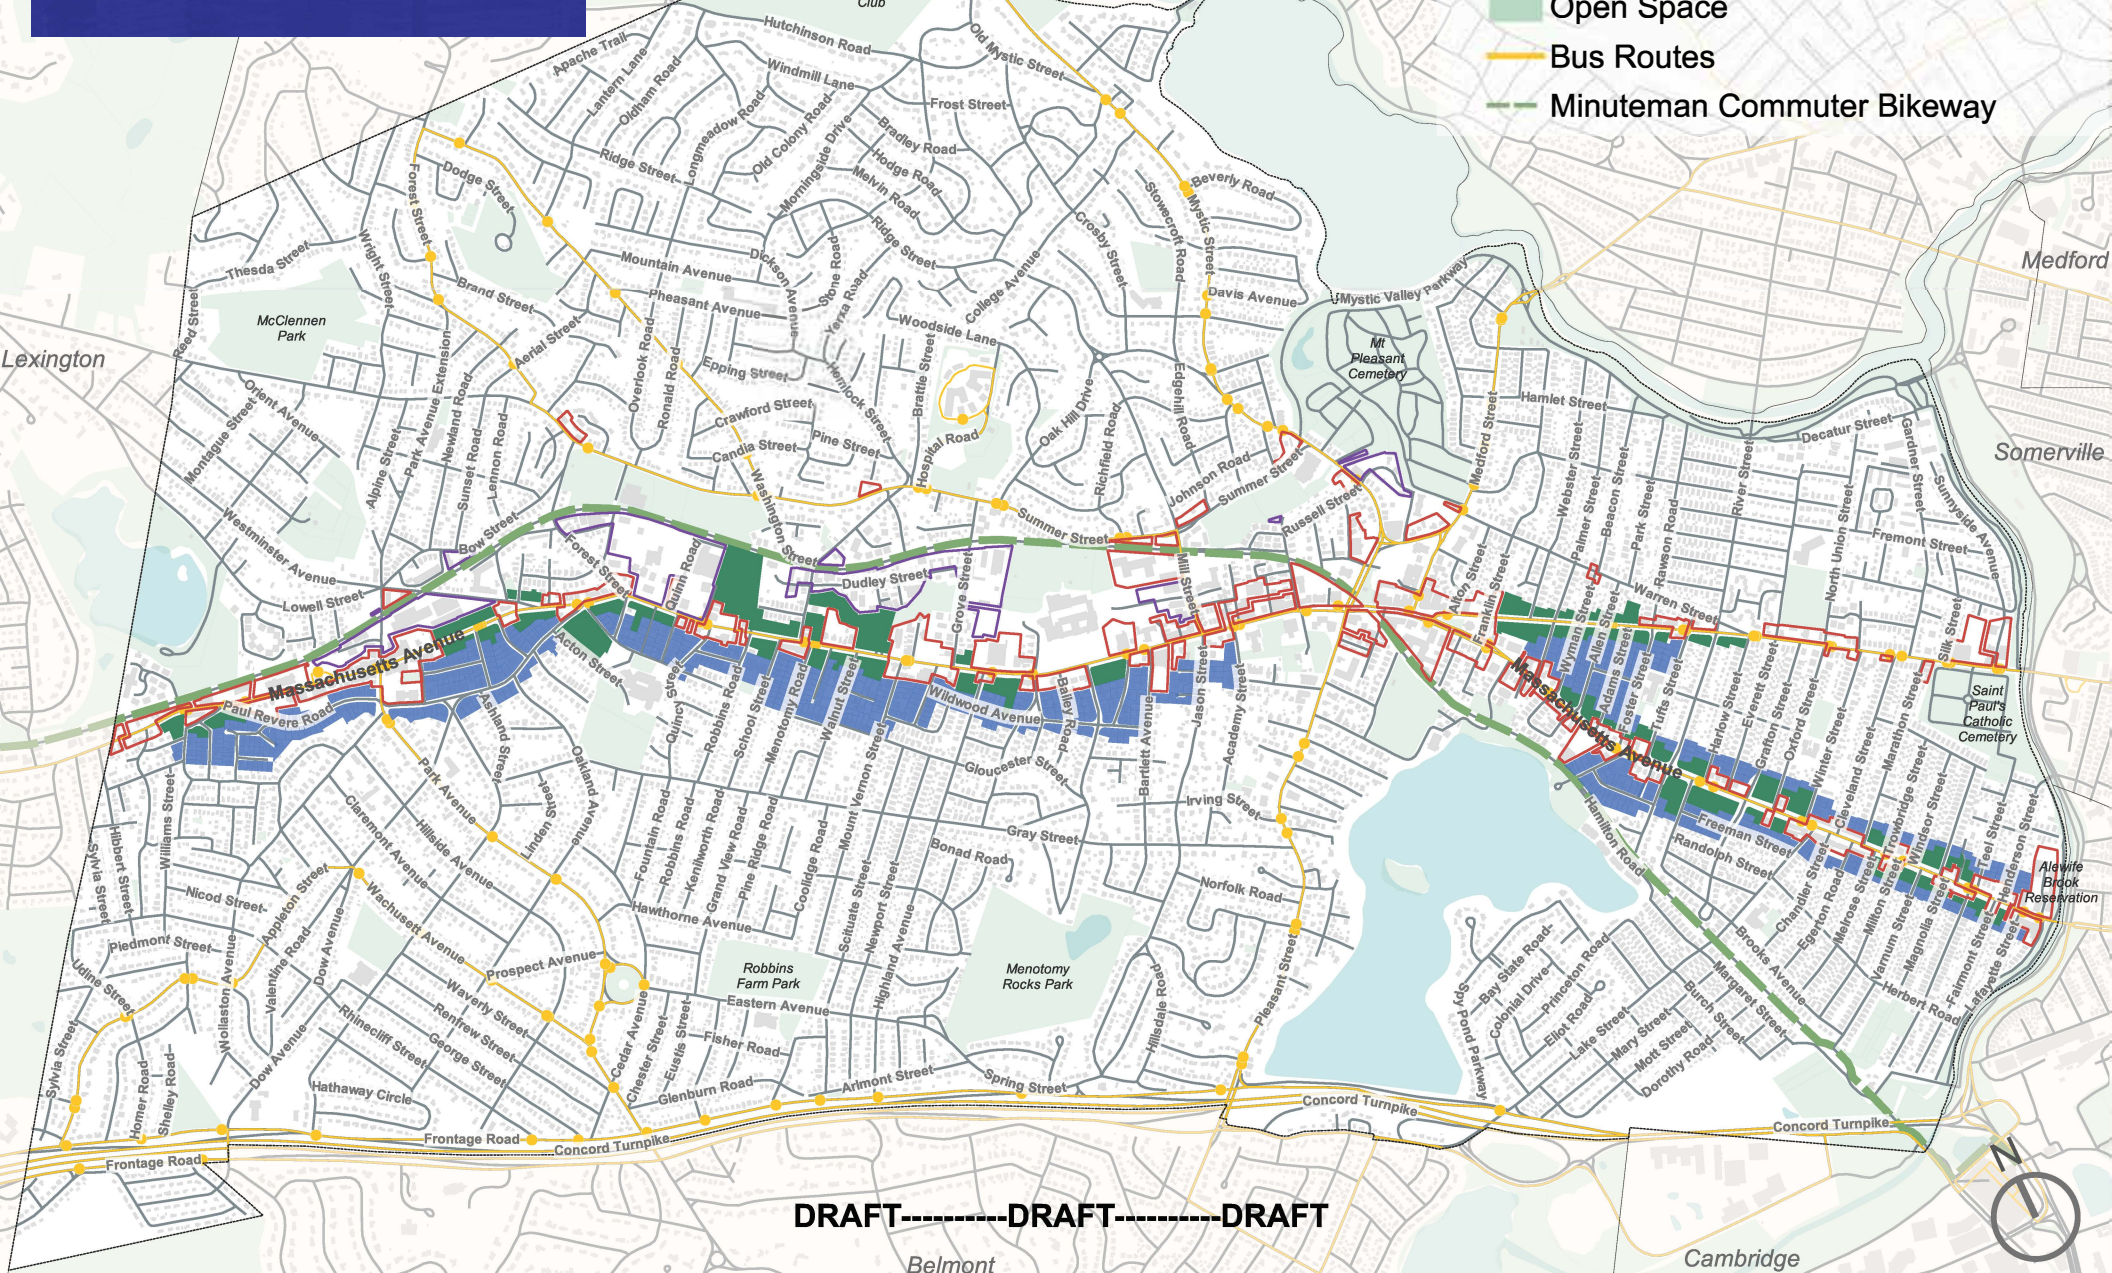 Club
Open Space
Bus Routes
Minuteman Commuter Bikeway
Hutchinson Road
Old Mystic Street
Apache Trail
Lantern Lane
Oldham Road
Windmill Lane
Longmeadow Road
Old Colony Road
Morningside Drive
Frost Street
Bradley Road
Hodge Road
Melvin Road
Ridge Street
Ridge Street
Dodge Street
Forest Street
Beverly Road
Stowecroft Road
Mystic Street
Crosby Street
Wright Street
Thesda Street
Mountain Avenue
Dickson Avenue
Stone Road
Yerxa Road
College Avenue
Medford
Reed Street
McClennen
Park
Brand Street
Pheasant Avenue
Davis Avenue
Mystic Valley Parkway
Lexington
Aerial Street
Woodside Lane
Mt
Pleasant
Cemetery
Park Avenue Extension
Newland Road
Overlook Road
Ronald Road
Epping Street
Hemlock Street
Brattle Street
Oak Hill Drive
Edgehill Road
Orient Avenue
Montague Street
Alpine Street
Sunset Road
Lennon Road
Crawford Street
Candia Street
Pine Street
Hospital Road
Richfield Road
Johnson Road
Summer Street
Medford Street
Hamlet Street
Webster Street
Palmer Street
Beacon Street
Park Street
Rawson Road
River Street
Decatur Street
Gardner Street
Sunnyside Avenue
Somerville
Washington Street
Russell Street
Westminster Avenue
Bow Street
Forest Street
Quinn Road
Summer Street
Dudley Street
Grove Street
Mill Street
Alton Street
Franklin Street
Warren Street
North Union Street
Fremont Street
Lowell Street
Massachusetts Avenue
Paul Revere Road
Acton Street
Ashland Street
Quincy Street
Robbins Road
School Street
Menotomy Road
Walnut Street
Wildwood Avenue
Bailey Road
Bartlett Avenue
Jason Street
Academy Street
Massachusetts Avenue
Wyman Street
Allen Street
Adams Street
Foster Street
Tufts Street
Harlow Street
Everett Street
Grafton Street
Oxford Street
Winter Street
Cleveland Street
Marathon Street
Trowbridge Street
Windsor Street
Silk Street
Saint
Paul's
Catholic
Cemetery
Teel Street
Henderson Street
Alewife
Brook
Reservation
Park Avenue
Linden Street
Oakland Avenue
Mount Vernon Street
Gloucester Street
Irving Street
Gray Street
Bonad Road
Norfolk Road
Hamilton Road
Freeman Street
Randolph Street
Chandler Street
Egerton Road
Melrose Street
Milton Street
Varnum Street
Magnolia Street
Fairmont Street
Lafayette Street
Herbert Road
Williams Street
Hibbert Street
Sylvia Street
Claremont Avenue
Hillside Avenue
Nicod Street
Appleton Street
Wachusett Avenue
Fountain Road
Robbins Road
Kenilworth Road
Grand View Road
Pine Ridge Road
Coolidge Road
Scituate Street
Newport Street
Highland Avenue
Hawthorne Avenue
Piedmont Street
Udine Street
Wollaston Avenue
Valentine Road
Dow Avenue
Prospect Avenue
Robbins
Farm Park
Menotomy
Rocks Park
Eastern Avenue
Hillsdale Road
Pleasant Street
Spy Pond Parkway
Bay State Road
Colonial Drive
Princeton Road
Eliot Road
Lake Street
Mary Street
Mott Street
Dorothy Road
Burch Street
Margaret Street
Brooks Avenue
Waverly Street
Renfrew Street
George Street
Rhinecliff Street
Dow Avenue
Hathaway Circle
Sylvia Street
Homer Road
Shelley Road
Cedar Avenue
Chester Street
Eustis Street
Fisher Road
Glenburn Road
Arlmont Street
Spring Street
Frontage Road
Concord Turnpike
Concord Turnpike
Concord Turnpike
Frontage Road
N
DRAFT----------DRAFT----------DRAFT
Belmont
Cambridge